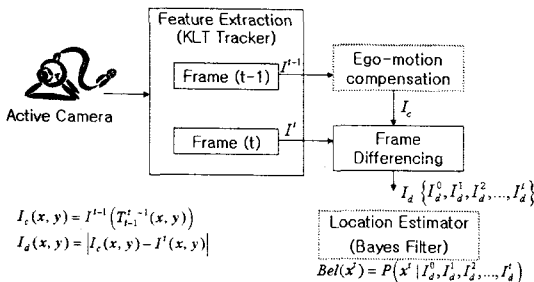 Feature Extraction
(KLT Tracker)
Frame (t-1)
I^{t-1}
Ego-motion
compensation
Active Camera
I_c
Frame (t)
I^t
Frame
Differencing
I_d {I_d^0, I_d^1, I_d^2, ..., I_d^t}
I_c(x, y) = I^{t-1}(T_{t-1}^{t}{}^{-1}(x, y))
I_d(x, y) = |I_c(x, y) − I^t(x, y)|
Location Estimator
(Bayes Filter)
Bel(x^t) = P(x^t | I_d^0, I_d^1, I_d^2, ..., I_d^t)